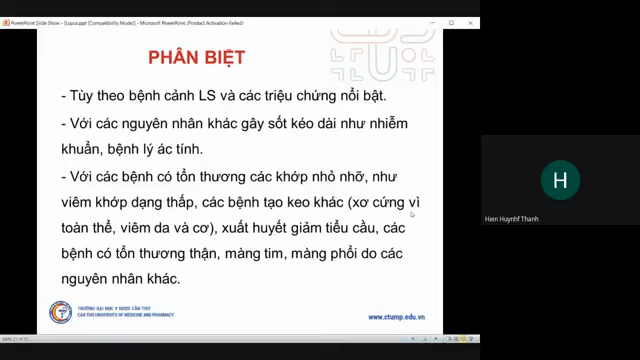 PowerPoint Slide Show - [Lupus.ppt [Compatibility Mode]] - Microsoft PowerPoint (Product Activation Failed)
PHÂN BIỆT
- Tùy theo bệnh cảnh LS và các triệu chứng nổi bật.
- Với các nguyên nhân khác gây sốt kéo dài như nhiễm
khuẩn, bệnh lý ác tính.
- Với các bệnh có tổn thương các khớp nhỏ nhỡ, như
viêm khớp dạng thấp, các bệnh tạo keo khác (xơ cứng vì
toàn thể, viêm da và cơ), xuất huyết giảm tiểu cầu, các
bệnh có tổn thương thận, màng tim, màng phổi do các
nguyên nhân khác.
TRƯỜNG ĐẠI HỌC Y DƯỢC CẦN THƠ
CAN THO UNIVERSITY OF MEDICINE AND PHARMACY
www.ctump.edu.vn
H
Hien Huynhf Thanh